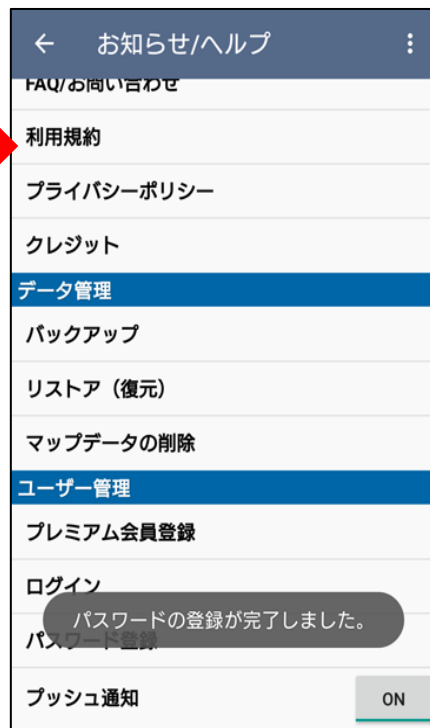 お知らせ/ヘルプ
FAQ/お問い合わせ
利用規約
プライバシーポリシー
クレジット
データ管理
バックアップ
リストア（復元）
マップデータの削除
ユーザー管理
プレミアム会員登録
ログイン
パスワードの登録が完了しました。
パスワード登録
プッシュ通知 ON